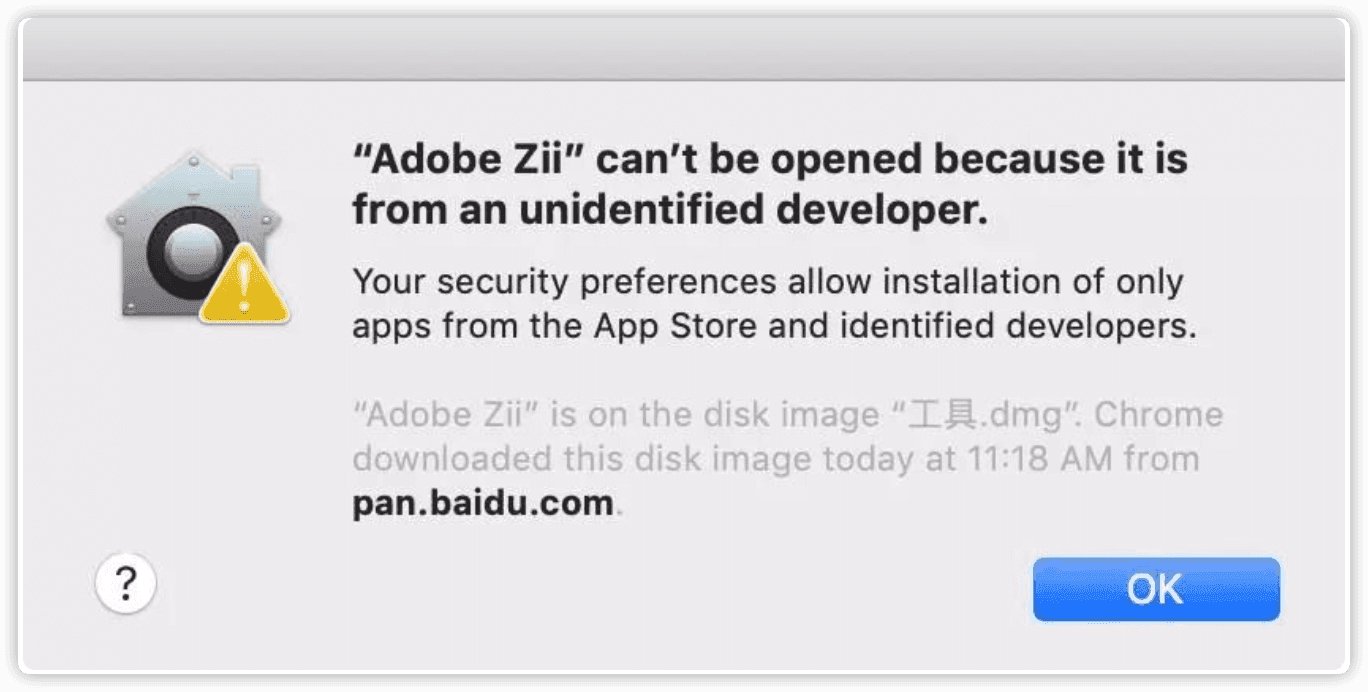 “Adobe Zii” can’t be opened because it is
from an unidentified developer.
Your security preferences allow installation of only
apps from the App Store and identified developers.
“Adobe Zii” is on the disk image “工具.dmg”. Chrome
downloaded this disk image today at 11:18 AM from
pan.baidu.com.
?
OK